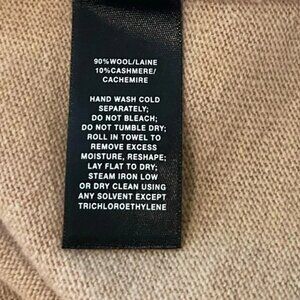 90%WOOL/LAINE
10%CASHMERE/
CACHEMIRE
HAND WASH COLD
SEPARATELY;
DO NOT BLEACH;
DO NOT TUMBLE DRY;
ROLL IN TOWEL TO
REMOVE EXCESS
MOISTURE, RESHAPE;
LAY FLAT TO DRY;
STEAM IRON LOW
OR DRY CLEAN USING
ANY SOLVENT EXCEPT
TRICHLOROETHYLENE